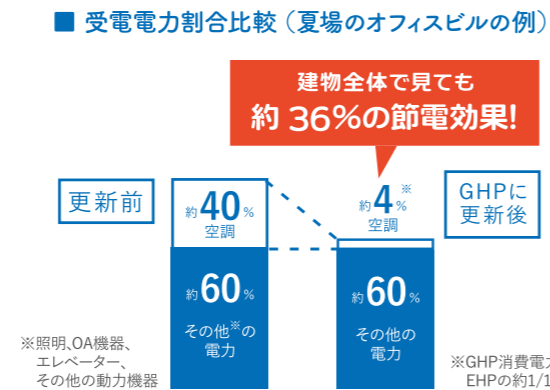 ■ 受電電力割合比較（夏場のオフィスビルの例）
建物全体で見ても
約 36%の節電効果!
更新前
約40%
空調
約4%※
空調
GHPに
更新後
約60%
その他※の
電力
約60%
その他の
電力
※照明、OA機器、
エレベーター、
その他の動力機器
※GHP消費電
EHPの約1/1